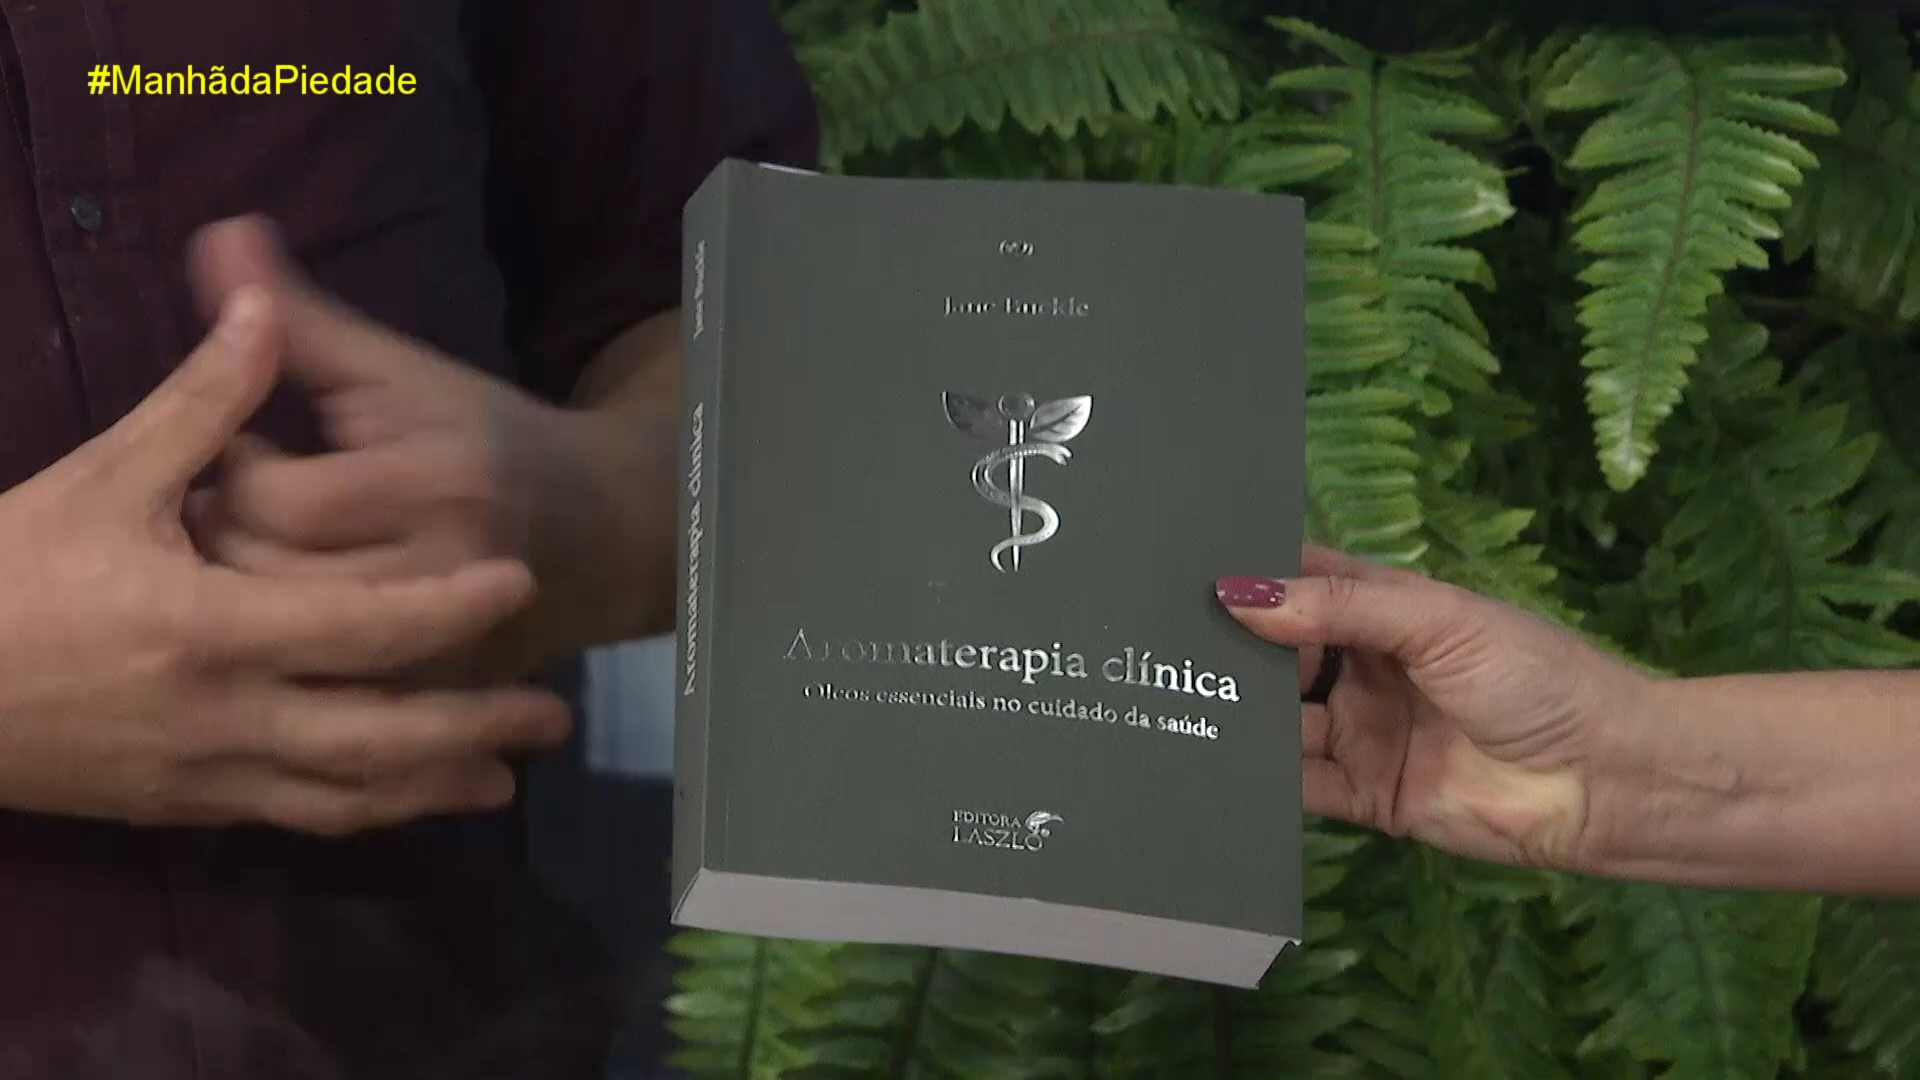 #ManhãdaPiedade
Jane Buckle
Aromaterapia clínica
Óleos essenciais no cuidado da saúde
EDITORA
LASZLO
Jane Buckle
Aromaterapia clínica